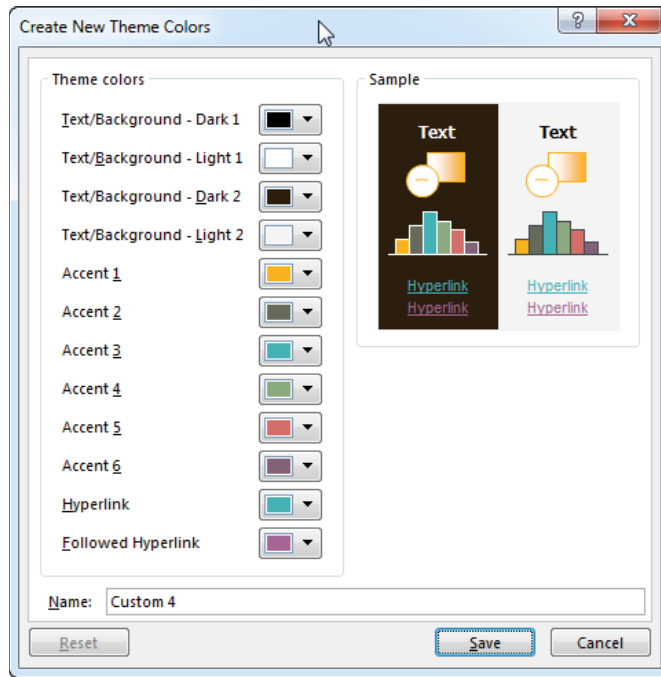 Create New Theme Colors
?
Theme colors
Text/Background - Dark 1
Text/Background - Light 1
Text/Background - Dark 2
Text/Background - Light 2
Accent 1
Accent 2
Accent 3
Accent 4
Accent 5
Accent 6
Hyperlink
Followed Hyperlink
Sample
Text Text
Hyperlink Hyperlink
Hyperlink Hyperlink
Name: Custom 4
Reset Save Cancel